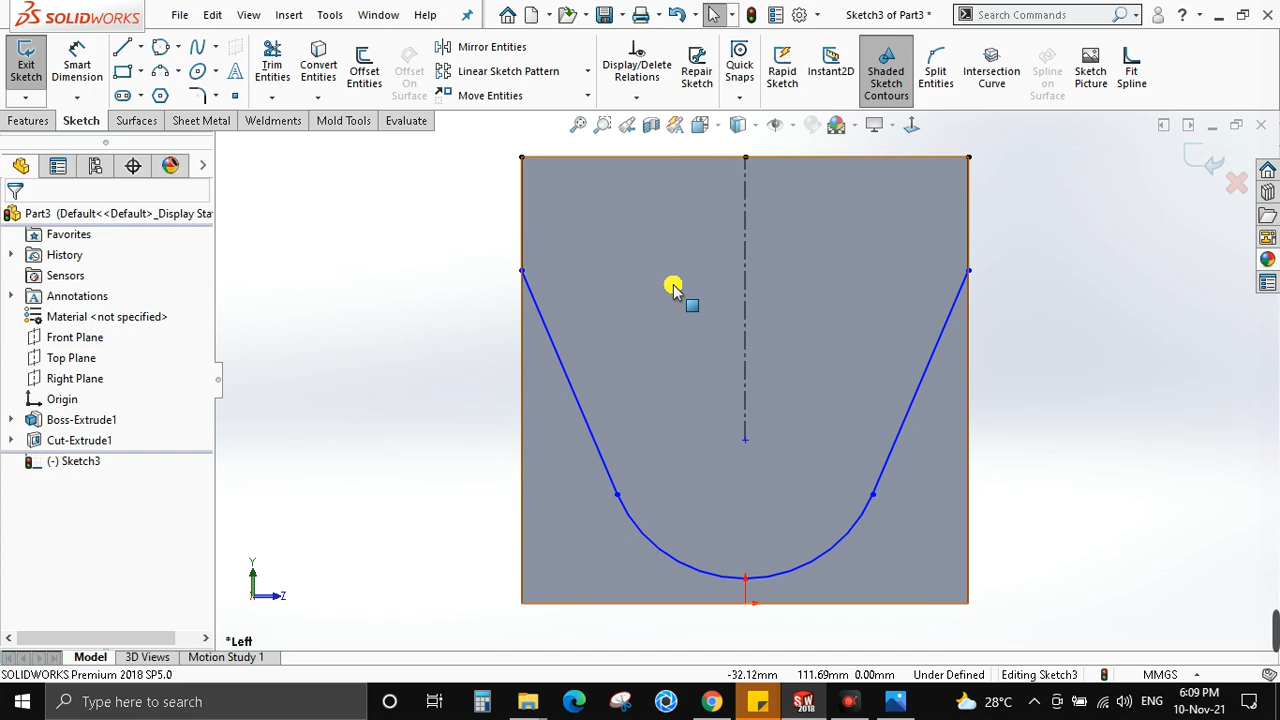 SOLIDWORKS File Edit View Insert Tools Window Help Sketch3 of Part3 * Search Commands ?
Exit Sketch
Smart Dimension
Trim Entities
Convert Entities
Offset Entities
Offset On Surface
Mirror Entities
Linear Sketch Pattern
Move Entities
Display/Delete Relations
Repair Sketch
Quick Snaps
Rapid Sketch
Instant2D
Shaded Sketch Contours
Split Entities
Intersection Curve
Spline on Surface
Sketch Picture
Fit Spline
Features Sketch Surfaces Sheet Metal Weldments Mold Tools Evaluate
Part3 (Default<<Default>_Display Sta
Favorites
History
Sensors
Annotations
Material <not specified>
Front Plane
Top Plane
Right Plane
Origin
Boss-Extrude1
Cut-Extrude1
(-) Sketch3
Y
Z
*Left
Model 3D Views Motion Study 1
SOLIDWORKS Premium 2018 SP5.0 -32.12mm 111.69mm 0.00mm Under Defined Editing Sketch3 MMGS
Type here to search 28°C ENG 6:09 PM
10-Nov-21